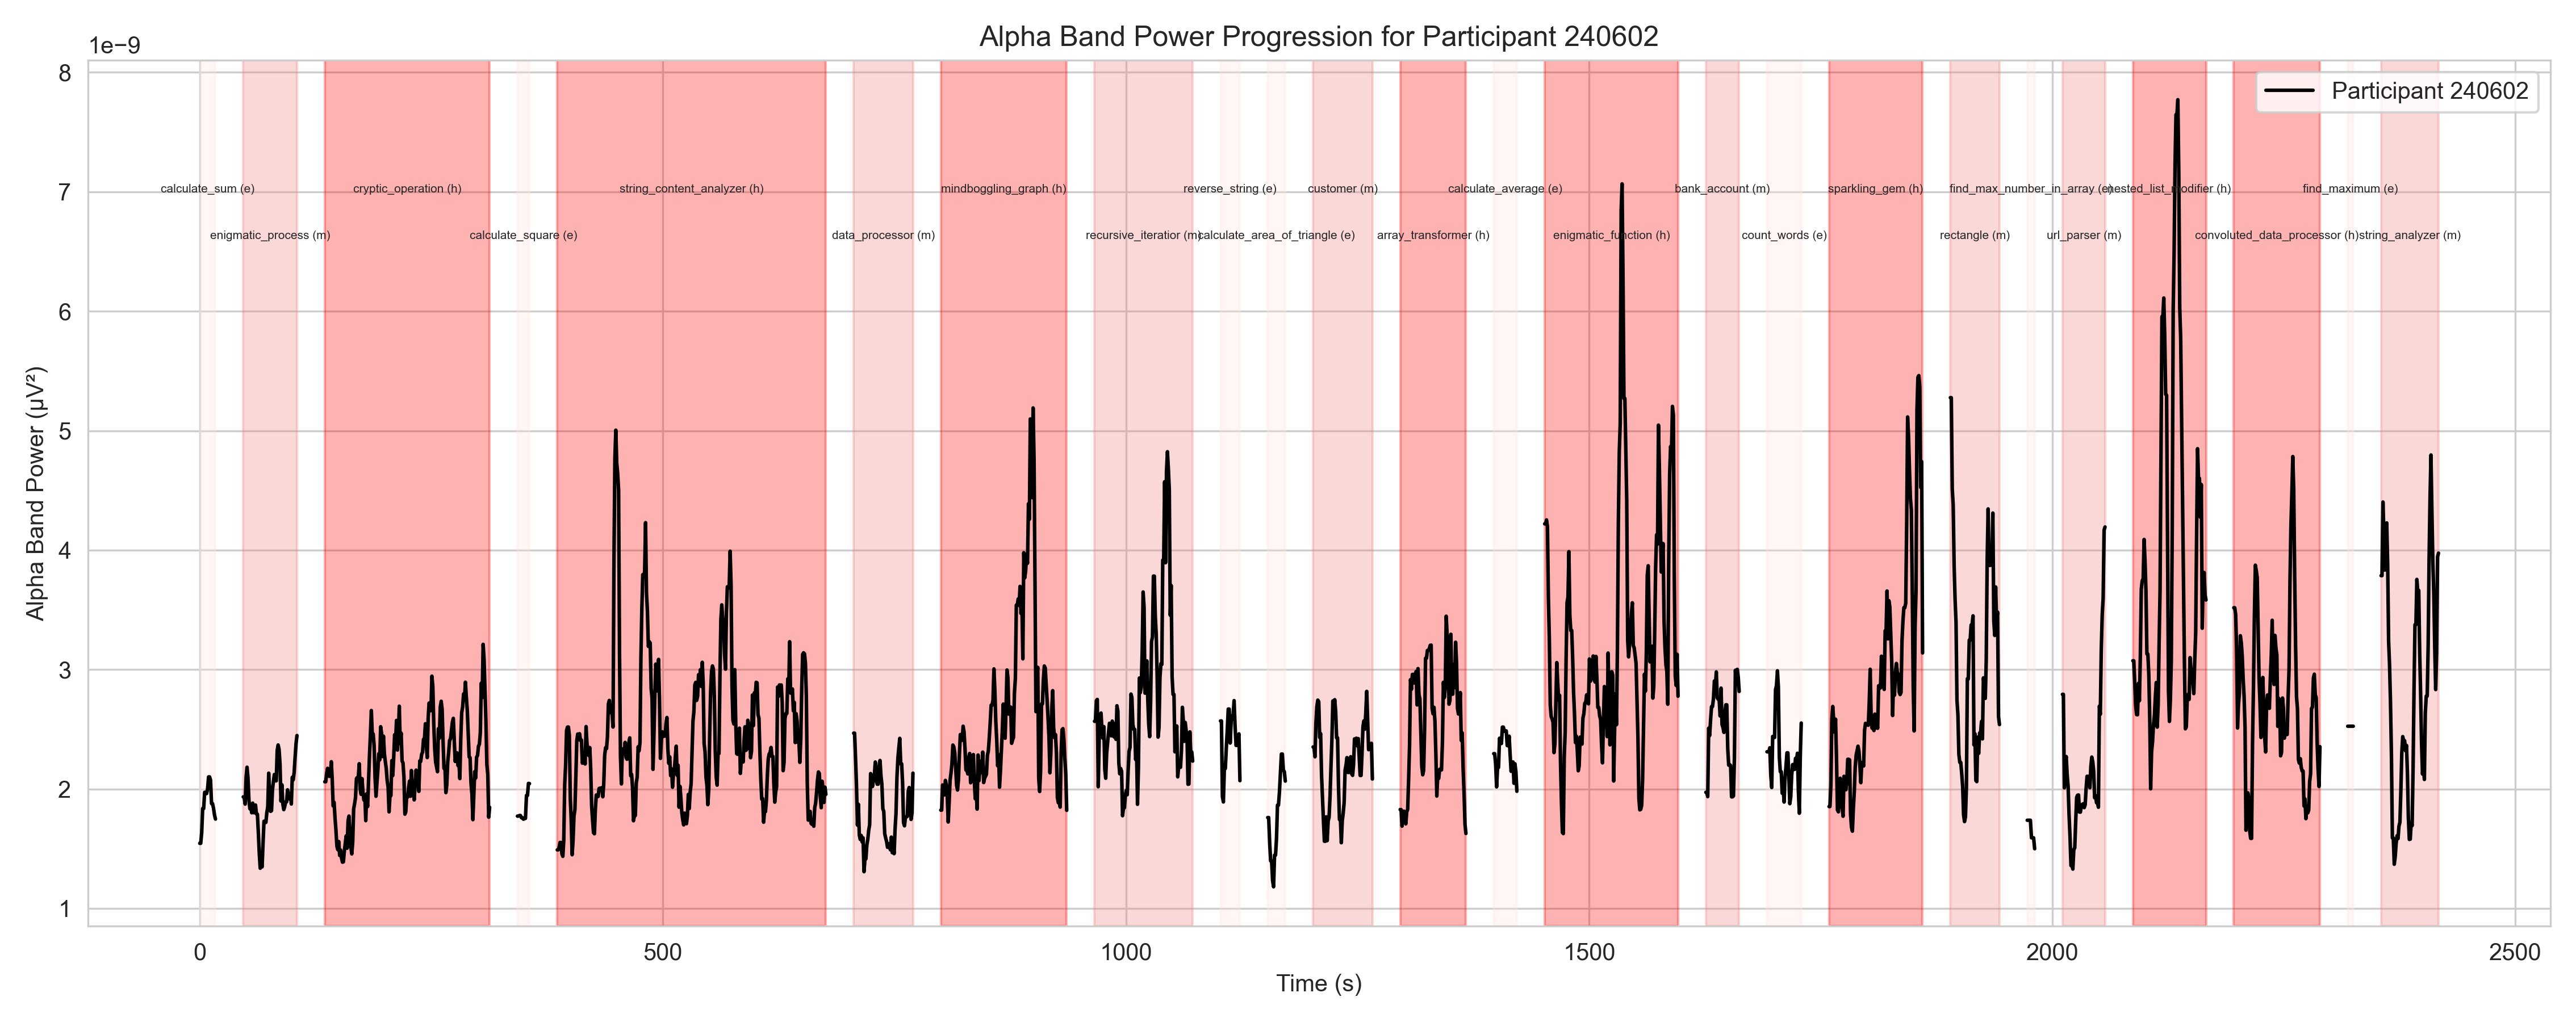 Alpha Band Power Progression for Participant 240602
1e−9
Participant 240602
8
7
6
5
4
3
2
1
Alpha Band Power (µV²)
calculate_sum (e)
cryptic_operation (h)
string_content_analyzer (h)
mindboggling_graph (h)
reverse_string (e)
customer (m)
calculate_average (e)
bank_account (m)
sparkling_gem (h)
find_max_number_in_array (e)
nested_list_modifier (h)
find_maximum (e)
enigmatic_process (m)
calculate_square (e)
data_processor (m)
recursive_iteratior (m)
calculate_area_of_triangle (e)
array_transformer (h)
enigmatic_function (h)
count_words (e)
rectangle (m)
url_parser (m)
convoluted_data_processor (h)
string_analyzer (m)
0
500
1000
1500
2000
2500
Time (s)